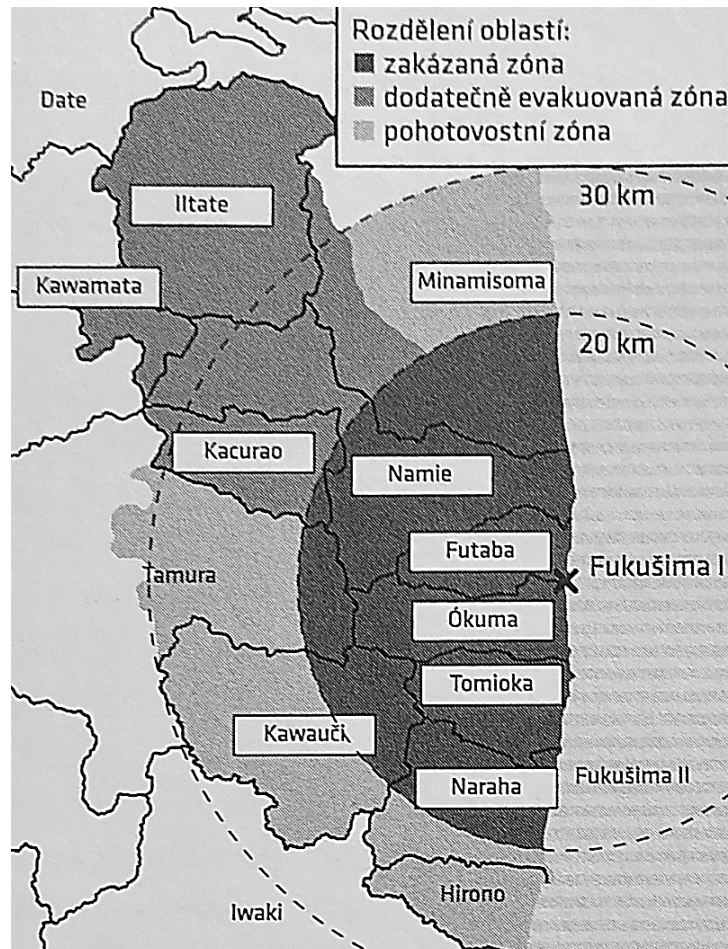 Rozdělení oblastí:
zakázaná zóna
dodatečně evakuovaná zóna
pohotovostní zóna
Date
IItate
30 km
Kawamata
Minamisoma
20 km
Kacurao
Namie
Futaba
Fukušima I
Tamura
Ókuma
Tomioka
Kawauči
Naraha
Fukušima II
Hirono
Iwaki